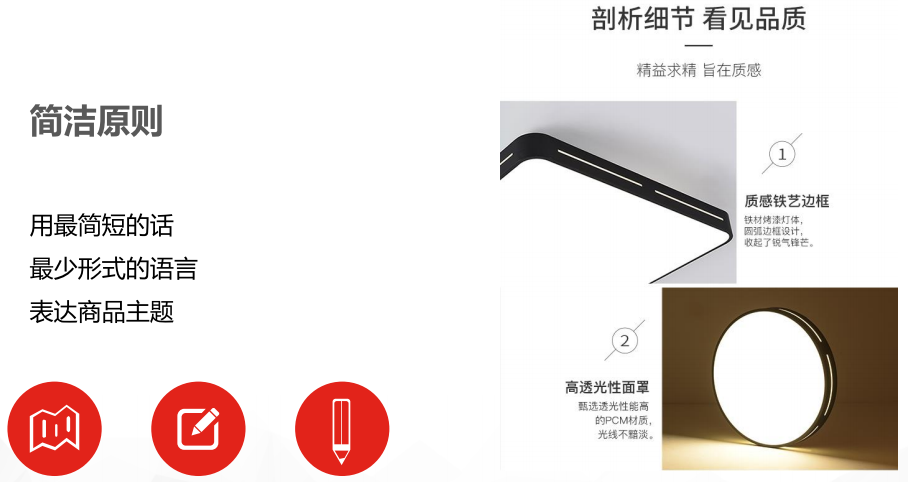 简洁原则
用最简短的话
最少形式的语言
表达商品主题
剖析细节 看见品质
精益求精 旨在质感
1
质感铁艺边框
铁材烤漆灯体，
圆弧边框设计，
收起了锐气锋芒。
2
高透光性面罩
甄选透光性能高
的PCM材质，
光线不黯淡。